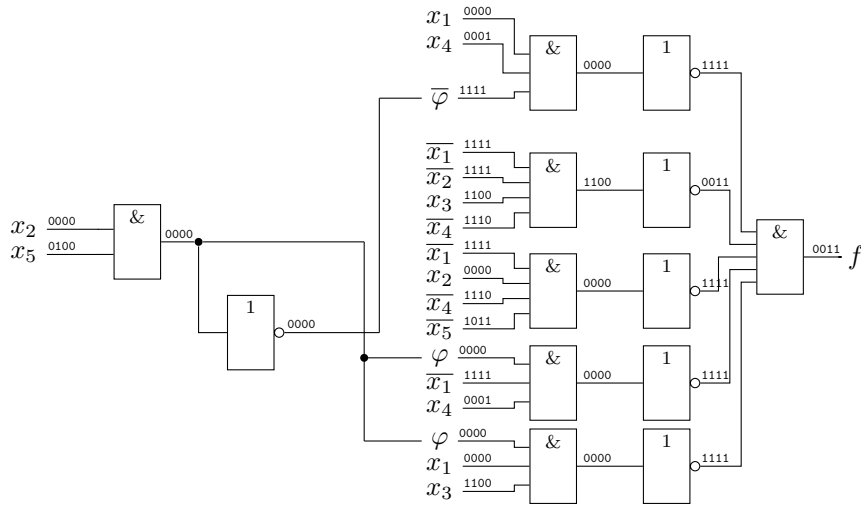 x₁ 0000
x₄ 0001
& 0000
1 1111
φ̅ 1111
x̅₁ 1111
x̅₂ 1111
x₃ 1100
x̅₄ 1110
& 1100
1 0011
x₂ 0000
x₅ 0100
& 0000
1 0000
x̅₁ 1111
x₂ 0000
x̅₄ 1110
x̅₅ 1011
& 0000
1 1111
& 0011 f
φ 0000
x̅₁ 1111
x₄ 0001
& 0000
1 1111
φ 0000
x₁ 0000
x₃ 1100
& 0000
1 1111